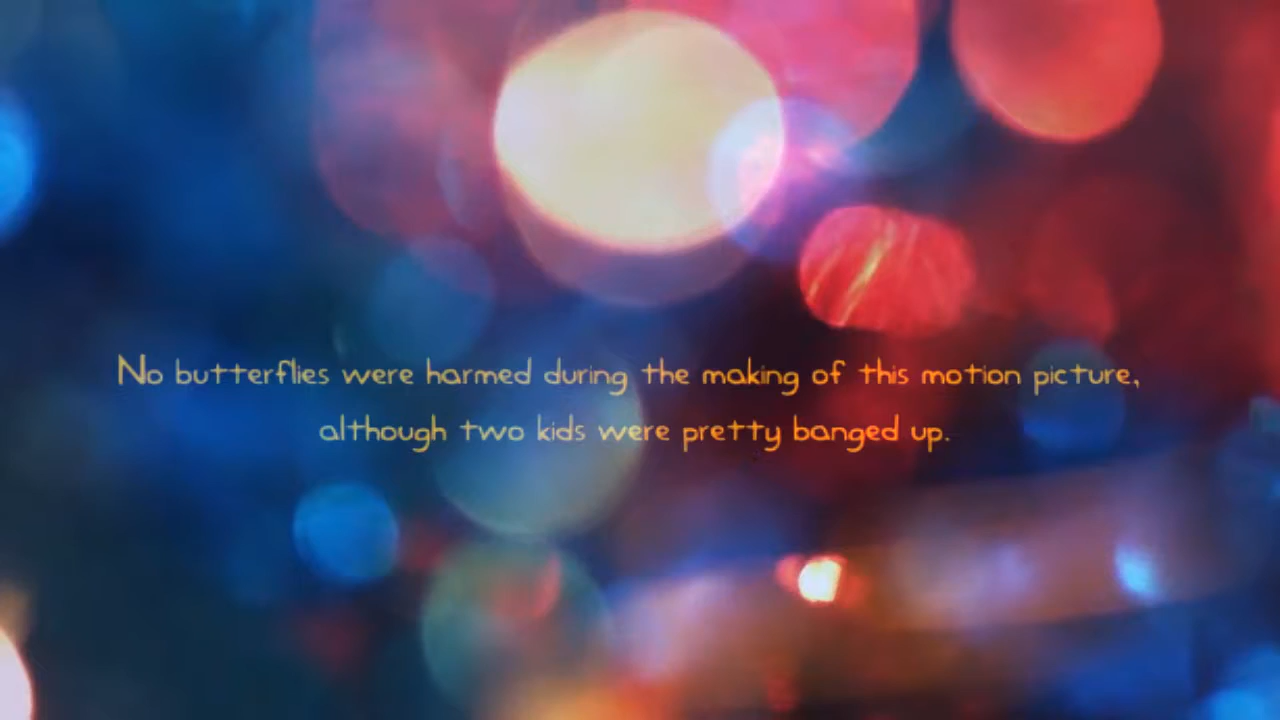 No butterflies were harmed during the making of this motion picture,
although two kids were pretty banged up.